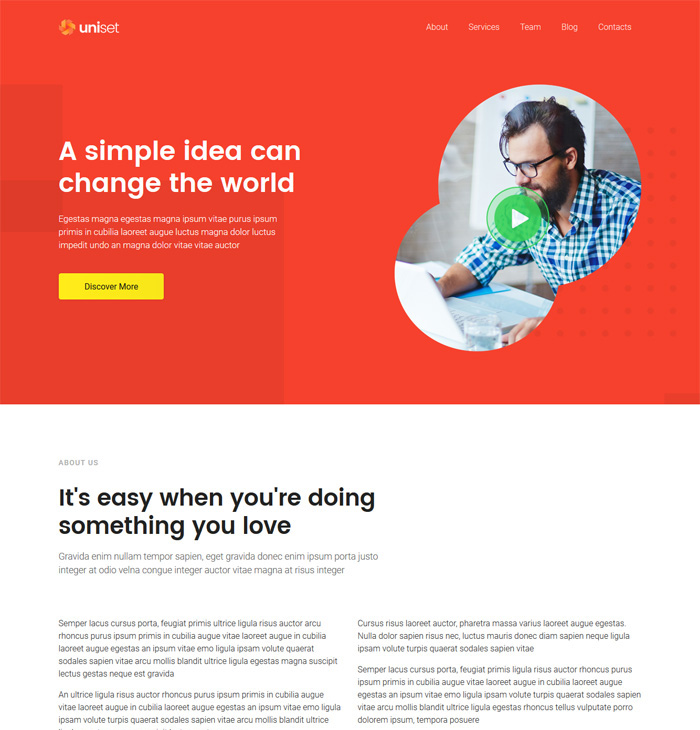 uniset
About Services Team Blog Contacts
A simple idea can
change the world
Egestas magna egestas magna ipsum vitae purus ipsum
primis in cubilia laoreet augue luctus magna dolor luctus
impedit undo an magna dolor vitae vitae auctor
Discover More
ABOUT US
It's easy when you're doing
something you love
Gravida enim nullam tempor sapien, eget gravida donec enim ipsum porta justo
integer at odio velna congue integer auctor vitae magna at risus integer
Semper lacus cursus porta, feugiat primis ultrice ligula risus auctor arcu
rhoncus purus ipsum primis in cubilia augue vitae laoreet augue in cubilia
laoreet augue egestas an ipsum vitae emo ligula ipsam volute quaerat
sodales sapien vitae arcu mollis blandit ultrice ligula egestas magna suscipit
lectus gestas neque est gravida
An ultrice ligula risus auctor rhoncus purus ipsum primis in cubilia augue
vitae laoreet augue in cubilia laoreet augue egestas an ipsum vitae emo ligula
ipsam volute turpis quaerat sodales sapien vitae arcu mollis blandit ultrice
Cursus risus laoreet auctor, pharetra massa varius laoreet augue egestas.
Nulla dolor sapien risus nec, luctus mauris donec diam sapien neque ligula
ipsam volute turpis quaerat sodales sapien vitae
Semper lacus cursus porta, feugiat primis ligula risus auctor rhoncus purus
ipsum primis in cubilia augue vitae laoreet augue in cubilia laoreet augue
egestas an ipsum vitae emo ligula ipsam volute turpis quaerat sodales sapien
vitae arcu mollis blandit ultrice ligula rhoncus tellus vulputate porro
dolorem ipsum, tempora posuere